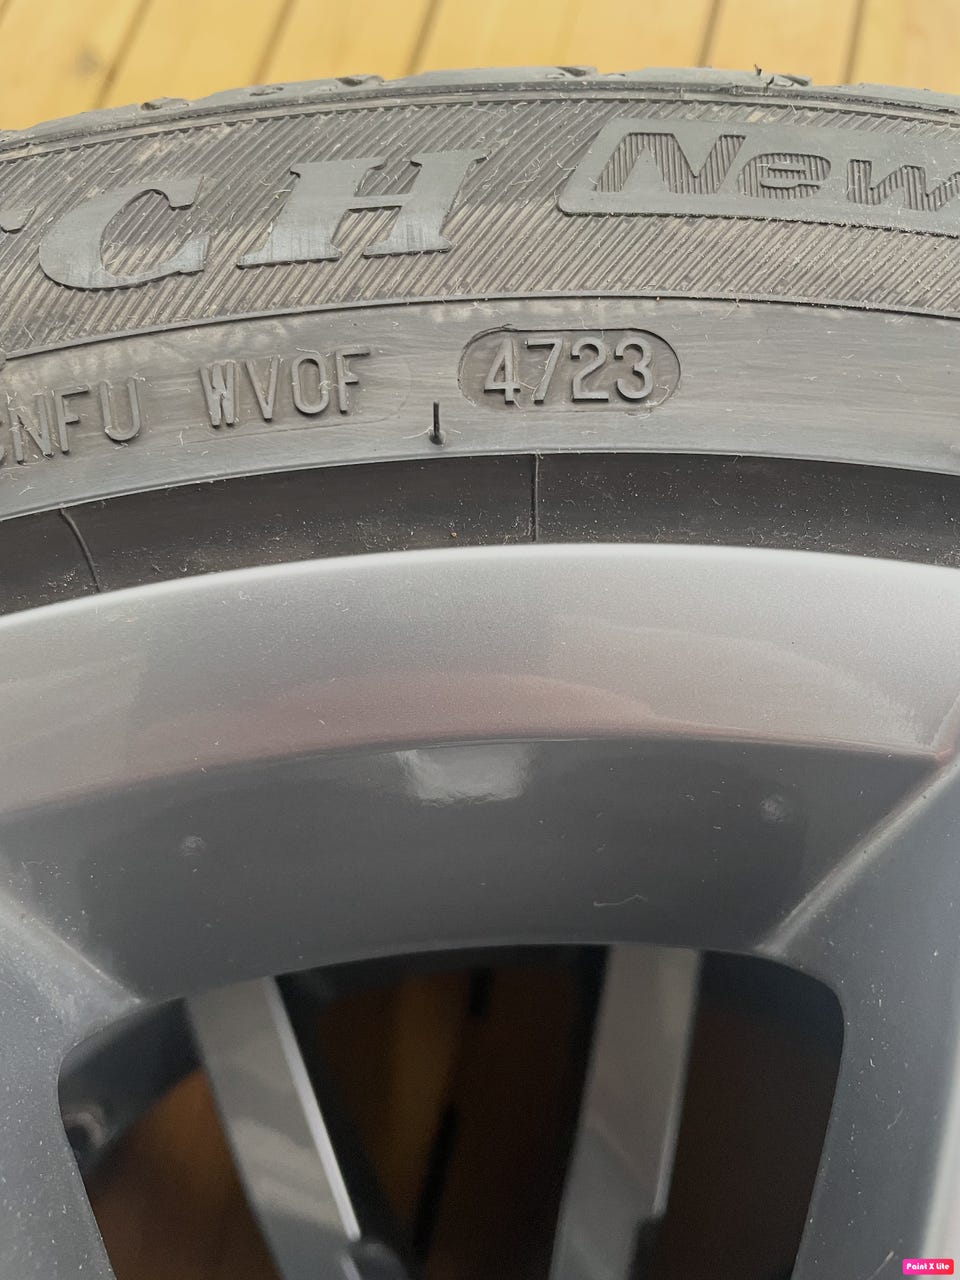 CH New
NFU WVOF 4723
Paint X Lite